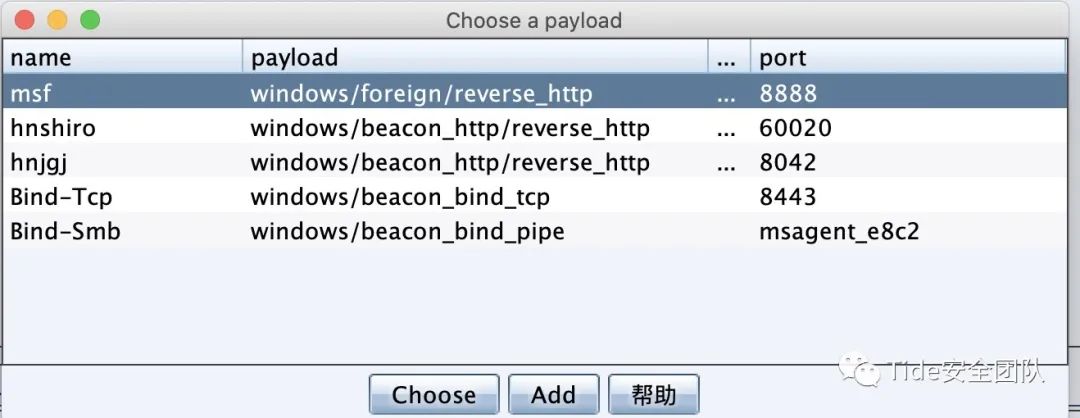 Choose a payload
name payload ... port
msf windows/foreign/reverse_http ... 8888
hnshiro windows/beacon_http/reverse_http ... 60020
hnjgj windows/beacon_http/reverse_http ... 8042
Bind-Tcp windows/beacon_bind_tcp 8443
Bind-Smb windows/beacon_bind_pipe msagent_e8c2
Tide安全团队
Choose Add 帮助